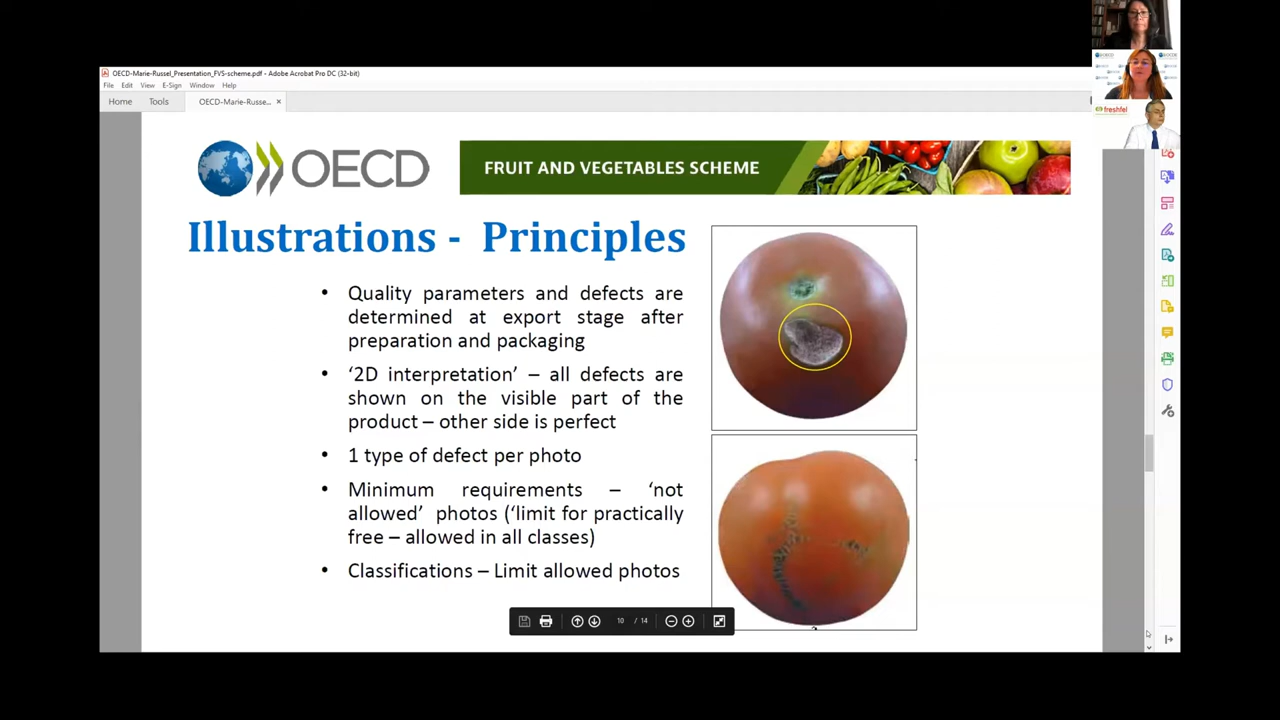 OECD-Marie-Russel_Presentation_FVS-scheme.pdf - Adobe Acrobat Pro DC (32-bit)
File Edit View E-Sign Window Help
Home Tools OECD-Marie-Russe... ×
freshfel
OECD
FRUIT AND VEGETABLES SCHEME
Illustrations - Principles
• Quality parameters and defects are
determined at export stage after
preparation and packaging
• ‘2D interpretation’ – all defects are
shown on the visible part of the
product – other side is perfect
• 1 type of defect per photo
• Minimum requirements – ‘not
allowed’ photos (‘limit for practically
free – allowed in all classes)
• Classifications – Limit allowed photos
10 / 14